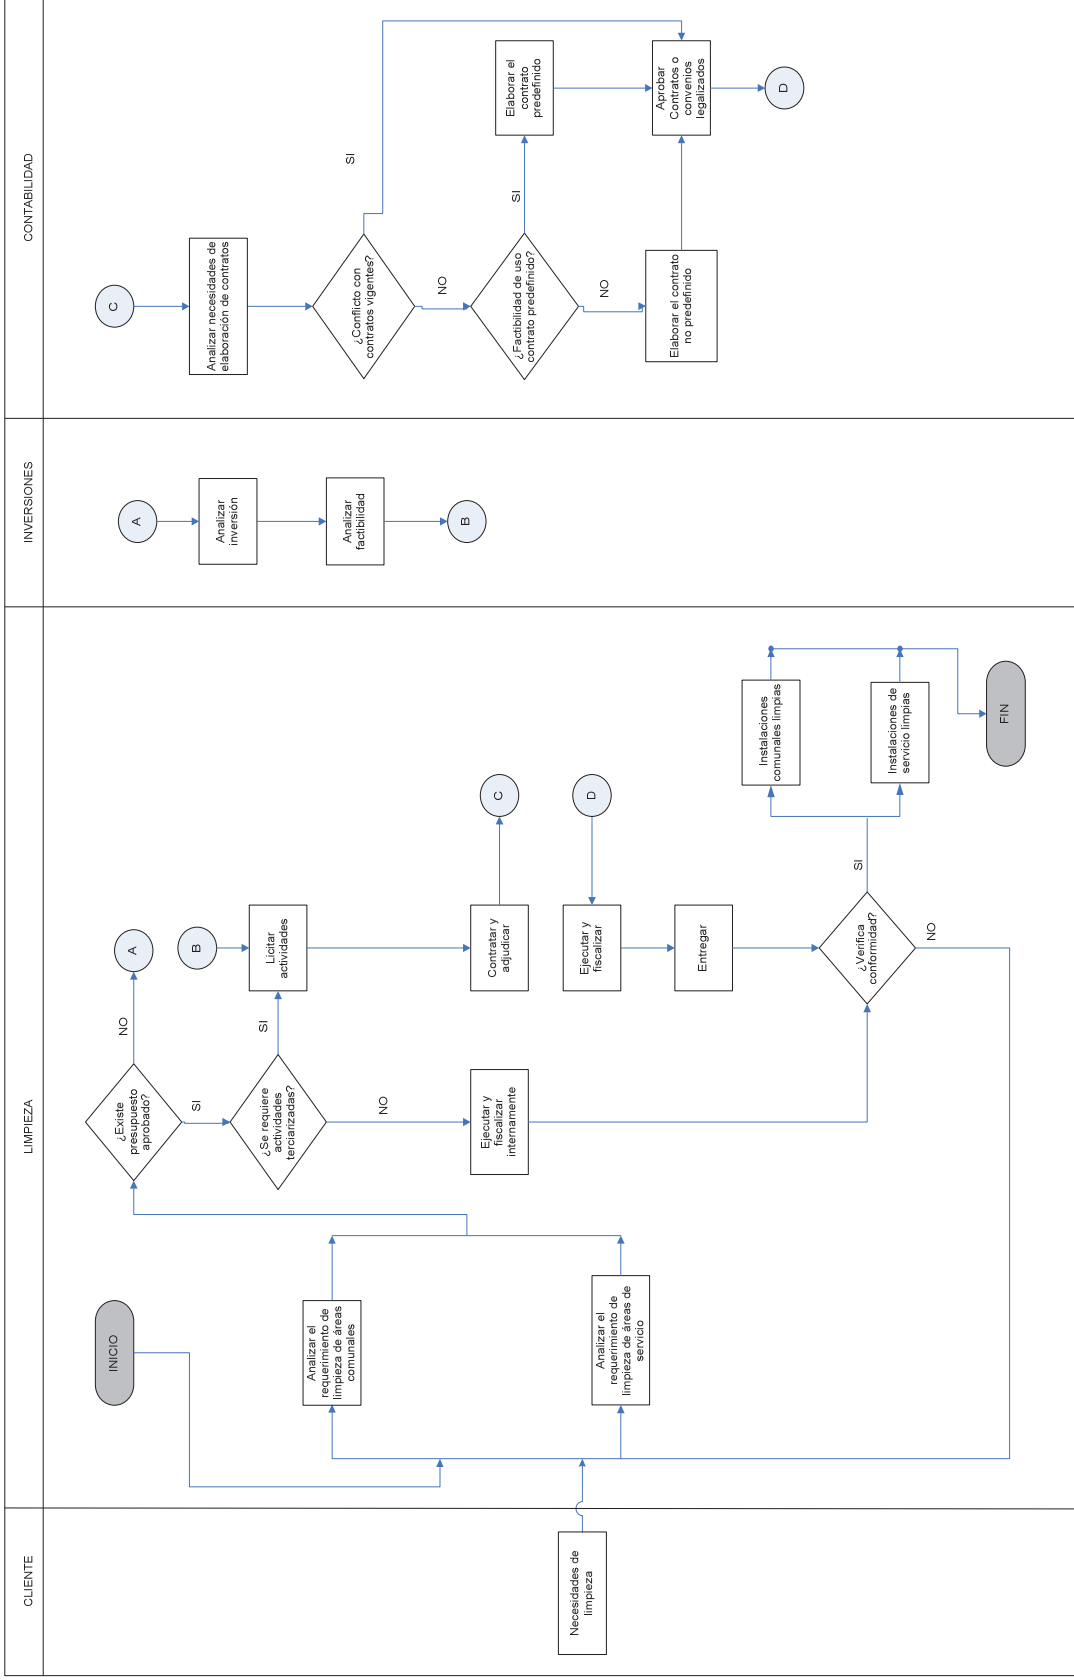 CLIENTE
LIMPIEZA
INVERSIONES
CONTABILIDAD
Necesidades de
limpieza
INICIO
Analizar el
requerimiento de
limpieza de áreas
comunales
Analizar el
requerimiento de
limpieza de áreas de
servicio
¿Existe
presupuesto
aprobado?
NO
A
SI
¿Se requiere
actividades
terciarizadas?
SI
NO
B
Licitar
actividades
Contratar y
adjudicar
C
Ejecutar y
fiscalizar
internamente
D
Ejecutar y
fiscalizar
Entregar
¿Verifica
conformidad?
SI
NO
Instalaciones
comunales limpias
Instalaciones de
servicio limpias
FIN
A
Analizar
inversión
Analizar
factibilidad
B
C
Analizar necesidades de
elaboración de contratos
¿Conflicto con
contratos vigentes?
SI
NO
¿Factibilidad de uso
contrato predefinido?
SI
NO
Elaborar el
contrato
predefinido
Elaborar el contrato
no predefinido
Aprobar
Contratos o
convenios
legalizados
D